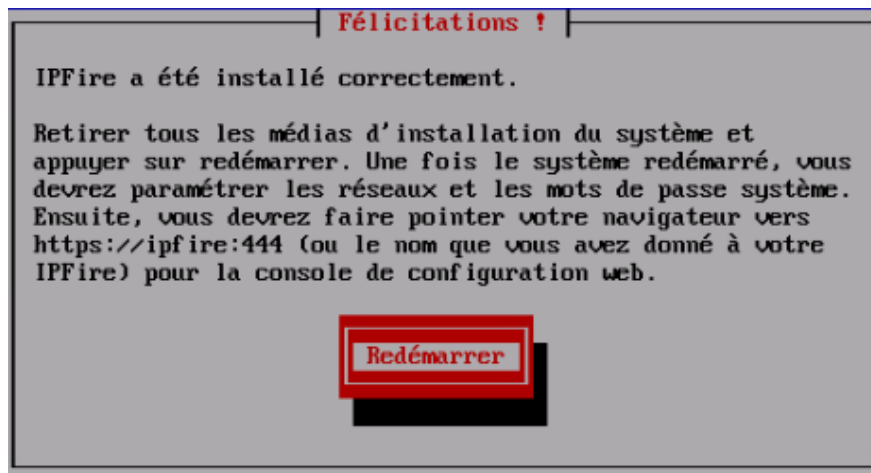 Félicitations !
IPFire a été installé correctement.
Retirer tous les médias d'installation du système et
appuyer sur redémarrer. Une fois le système redémarré, vous
devrez paramétrer les réseaux et les mots de passe système.
Ensuite, vous devrez faire pointer votre navigateur vers
https://ipfire:444 (ou le nom que vous avez donné à votre
IPFire) pour la console de configuration web.
Redémarrer